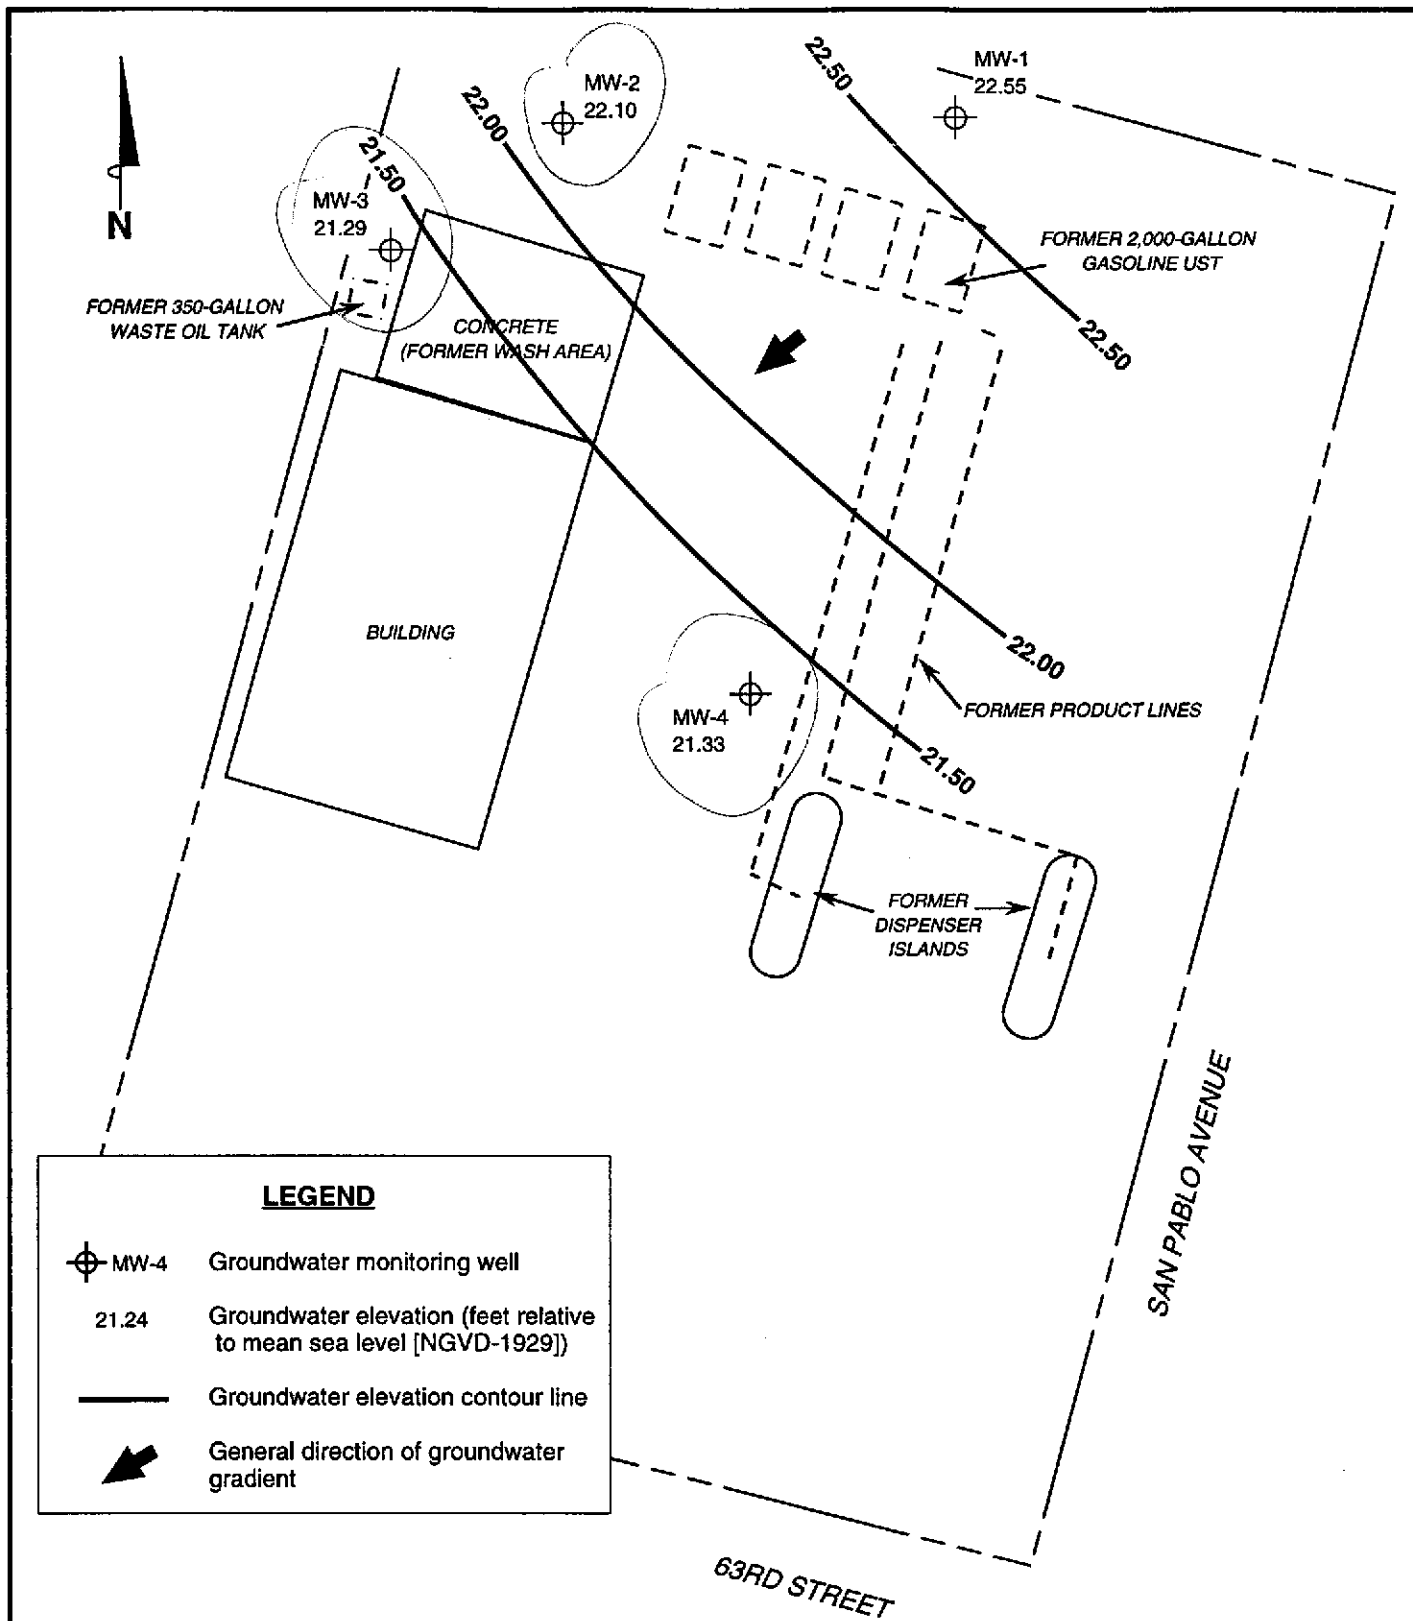 MW-1
22.55
22.50
MW-2
22.10
22.00
21.50
MW-3
21.29
N
FORMER 2,000-GALLON
GASOLINE UST
FORMER 350-GALLON
WASTE OIL TANK
CONCRETE
(FORMER WASH AREA)
22.50
BUILDING
22.00
FORMER PRODUCT LINES
MW-4
21.33
21.50
FORMER
DISPENSER
ISLANDS
SAN PABLO AVENUE
LEGEND
MW-4 Groundwater monitoring well
21.24 Groundwater elevation (feet relative
to mean sea level [NGVD-1929])
Groundwater elevation contour line
General direction of groundwater
gradient
63RD STREET